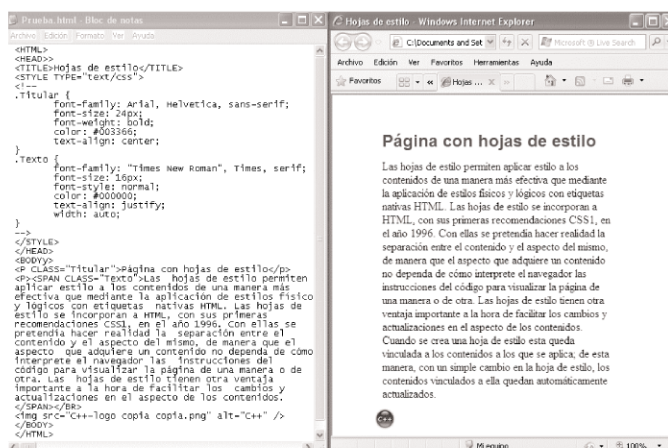 Prueba.html - Bloc de notas
Archivo Edición Formato Ver Ayuda
<HTML>
<HEAD>>
<TITLE>Hojas de estilo</TITLE>
<STYLE TYPE="text/css">
<!--
.Titular {
font-family: Arial, Helvetica, sans-serif;
font-size: 24px;
font-weight: bold;
color: #003366;
text-align: center;
}
.Texto {
font-family: "Times New Roman", Times, serif;
font-size: 16px;
font-style: normal;
color: #000000;
text-align: justify;
width: auto;
}
-->
</STYLE>
</HEAD>
<BODYy>
<P CLASS="Titular">Página con hojas de estilo</p>
<P><SPAN CLASS="Texto">Las hojas de estilo permiten
aplicar estilo a los contenidos de una manera más
efectiva que mediante la aplicación de estilos físico
y lógicos con etiquetas nativas HTML. Las hojas de
estilo se incorporan a HTML, con sus primeras
recomendaciones CSS1, en el año 1996. Con ellas se
pretendía hacer realidad la separación entre el
contenido y el aspecto del mismo, de manera que el
aspecto que adquiere un contenido no depende de cómo
interprete el navegador las instrucciones del
código para visualizar la página de una manera o de
otra. Las hojas de estilo tienen otra ventaja
importante a la hora de facilitar los cambios y
actualizaciones en el aspecto de los contenidos.
</SPAN></BR>
<img src="C++-logo copia copia.png" alt="C++" />
</BODY>
</HTML>
Hojas de estilo - Windows Internet Explorer
C:\Documents and Set
Microsoft @ Live Search
Archivo Edición Ver Favoritos Herramientas Ayuda
Favoritos Hojas ...
Página con hojas de estilo
Las hojas de estilo permiten aplicar estilo a los
contenidos de una manera más efectiva que mediante
la aplicación de estilos físicos y lógicos con etiquetas
nativas HTML. Las hojas de estilo se incorporan a
HTML, con sus primeras recomendaciones CSS1, en
el año 1996. Con ellas se pretendía hacer realidad la
separación entre el contenido y el aspecto del mismo,
de manera que el aspecto que adquiere un contenido
no depende de cómo interprete el navegador las
instrucciones del código para visualizar la página de
una manera o de otra. Las hojas de estilo tienen otra
ventaja importante a la hora de facilitar los cambios y
actualizaciones en el aspecto de los contenidos.
Cuando se crea una hoja de estilo esta queda
vinculada a los contenidos a los que se aplica; de esta
manera, con un simple cambio en la hoja de estilo, los
contenidos vinculados a ella quedan automáticamente
actualizados.
C++
Mi equipo 100%